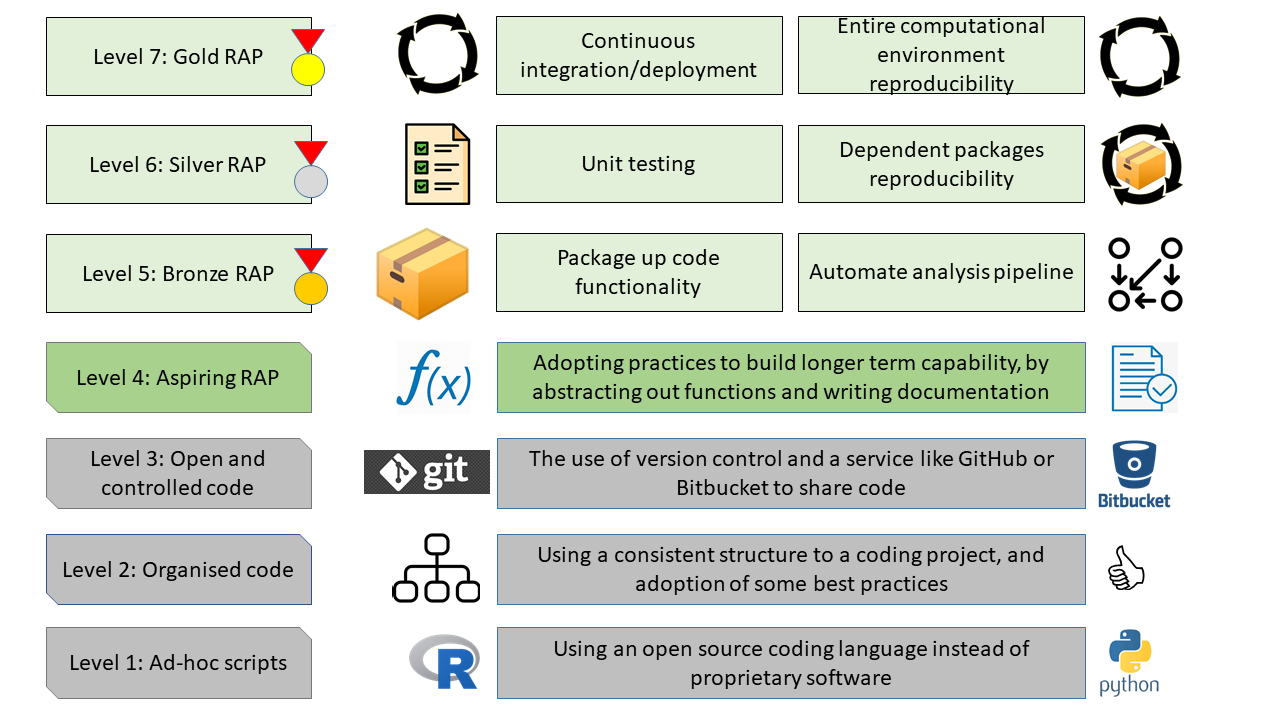 Level 7: Gold RAP
Continuous
integration/deployment
Entire computational
environment
reproducibility
Level 6: Silver RAP
Unit testing
Dependent packages
reproducibility
Level 5: Bronze RAP
Package up code
functionality
Automate analysis pipeline
Level 4: Aspiring RAP
f(x)
Adopting practices to build longer term capability, by
abstracting out functions and writing documentation
Level 3: Open and
controlled code
git
The use of version control and a service like GitHub or
Bitbucket to share code
Bitbucket
Level 2: Organised code
Using a consistent structure to a coding project, and
adoption of some best practices
Level 1: Ad-hoc scripts
R
Using an open source coding language instead of
proprietary software
python